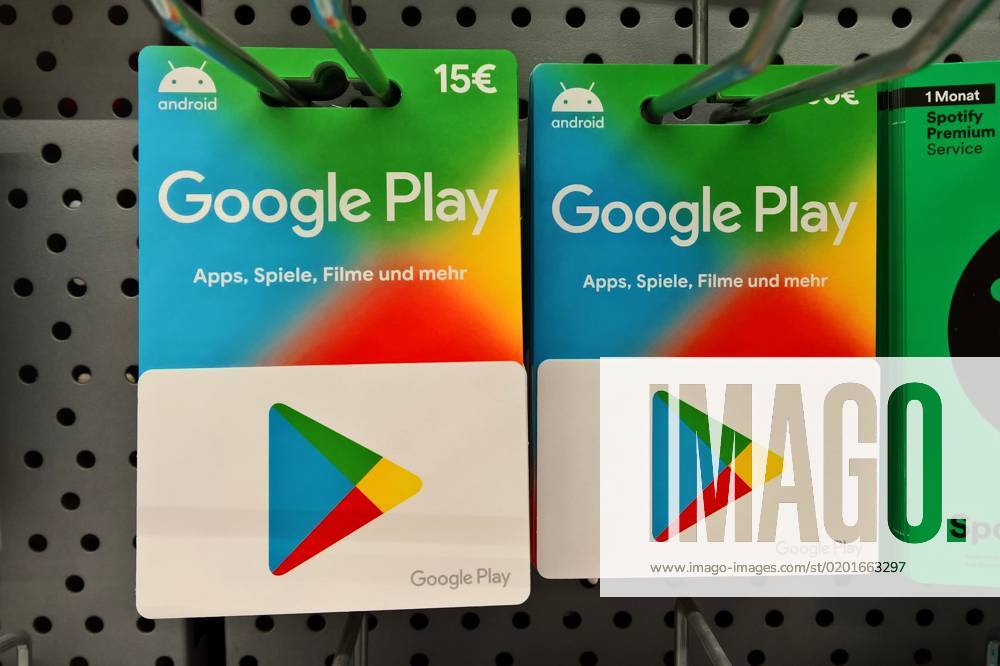 android
15€
Google Play
Apps, Spiele, Filme und mehr
Google Play
android
Google Play
Apps, Spiele, Filme und mehr
Google Play
1 Monat
Spotify
Premium
Service
IMAGO.
www.imago-images.com/st/0201663297